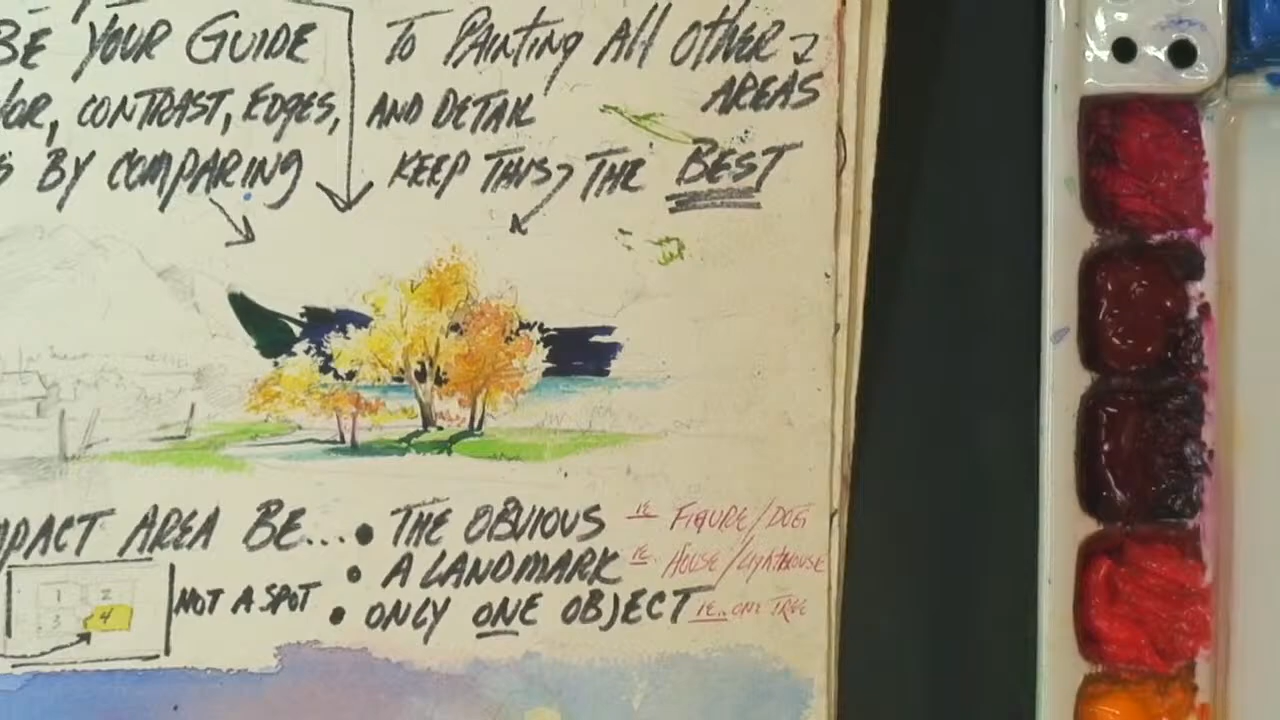 BE YOUR GUIDE TO PAINTING ALL OTHER
AREAS
OR, CONTRAST, EDGES, AND DETAIL
S BY COMPARING KEEP THIS THE BEST
MPACT AREA BE... • THE OBVIOUS IE FIGURE/DOG
• A LANDMARK IE. HOUSE/LIGHTHOUSE
1 2
3 4
NOT A SPOT
• ONLY ONE OBJECT IE.. ONE TREE